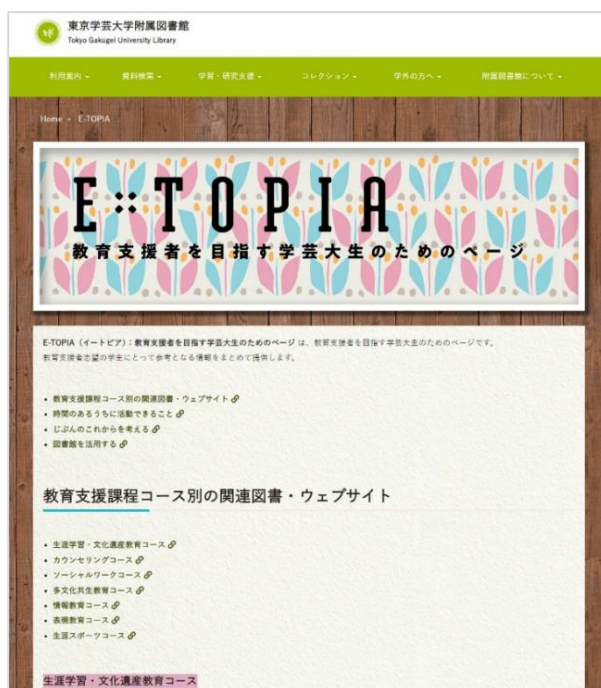 東京学芸大学附属図書館
Tokyo Gakugei University Library
利用案内
資料検索
学習・研究支援
コレクション
学外の方へ
附属図書館について
Home » E-TOPIA
E::TOPIA
教育支援者を目指す学芸大生のためのページ
E-TOPIA（イートピア）：教育支援者を目指す学芸大生のためのページ は、教育支援者を目指す学芸大生のためのページです。
教育支援者志望の学生にとって参考となる情報をまとめて提供します。
• 教育支援課程コース別の関連図書・ウェブサイト
• 時間のあるうちに活動できること
• じぶんのこれからを考える
• 図書館を活用する
教育支援課程コース別の関連図書・ウェブサイト
• 生涯学習・文化遺産教育コース
• カウンセリングコース
• ソーシャルワークコース
• 多文化共生教育コース
• 情報教育コース
• 表現教育コース
• 生涯スポーツコース
生涯学習・文化遺産教育コース